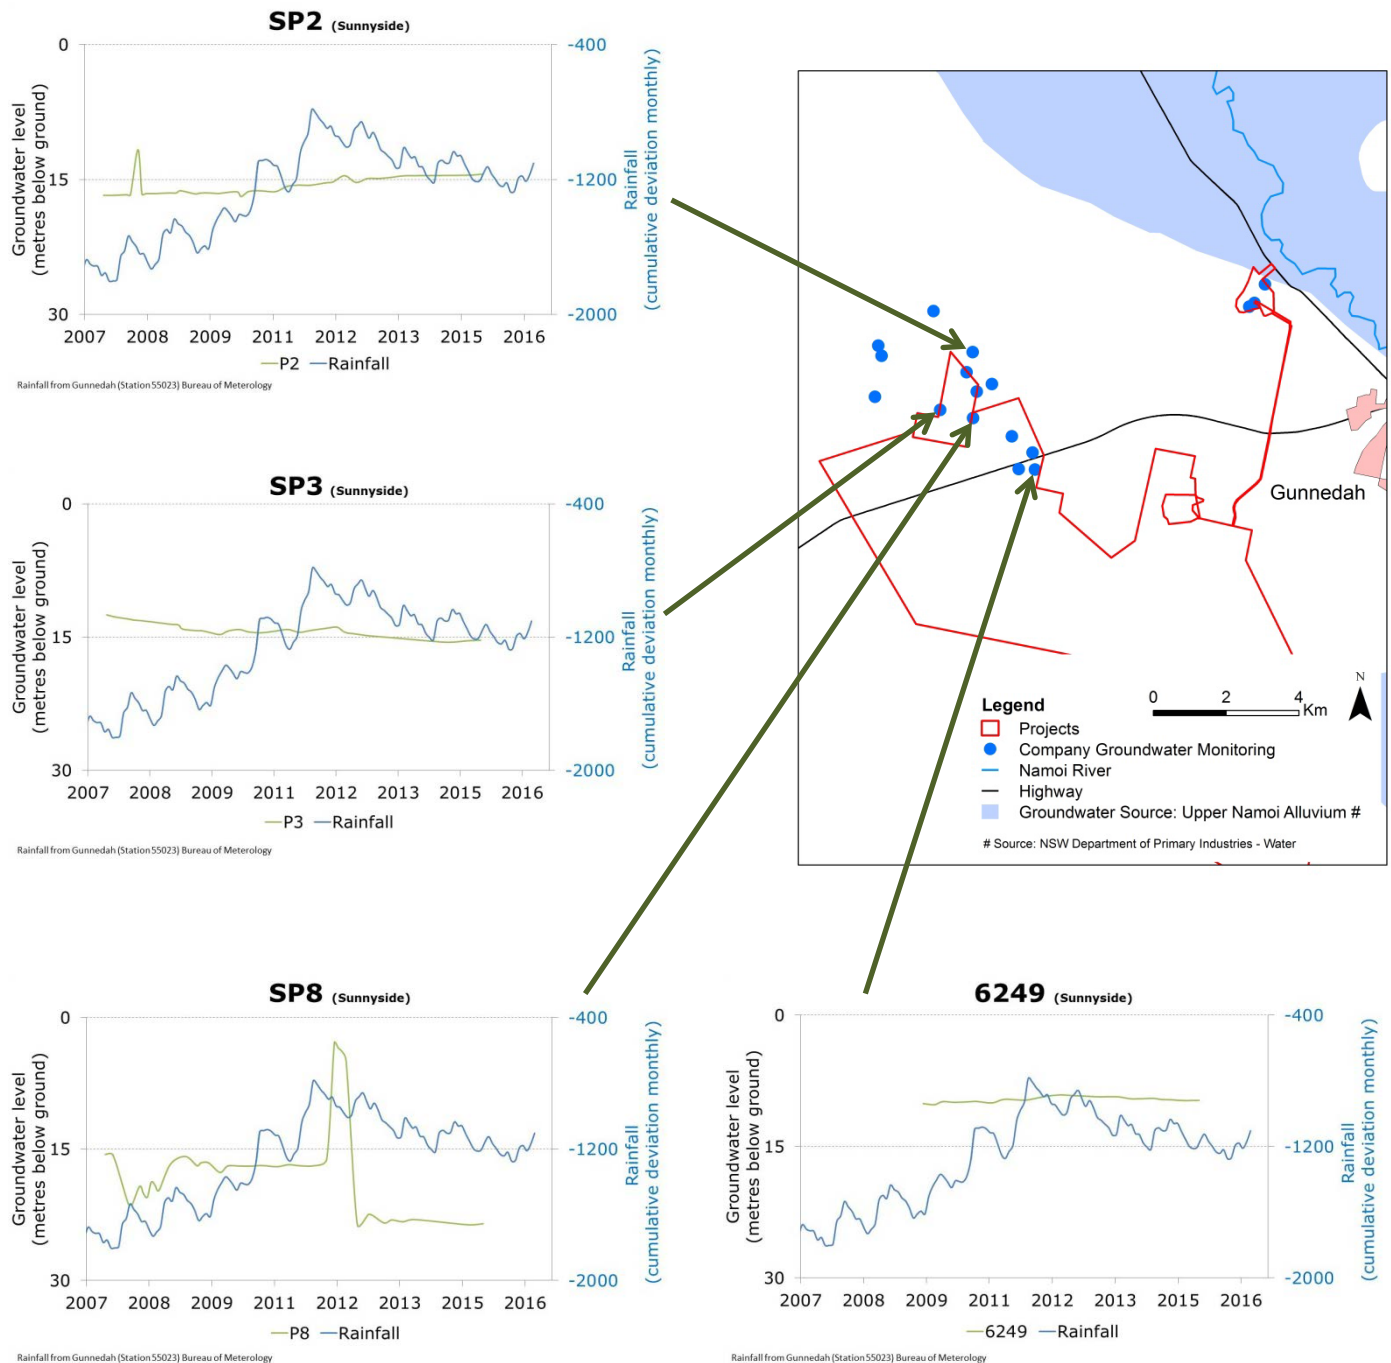 SP2 (Sunnyside)
Groundwater level
(metres below ground)
0
15
30
-400
-1200
-2000
Rainfall
(cumulative deviation monthly)
2007 2008 2009 2011 2012 2013 2015 2016
P2 Rainfall
Rainfall from Gunnedah (Station 55023) Bureau of Meterology
SP3 (Sunnyside)
Groundwater level
(metres below ground)
0
15
30
-400
-1200
-2000
Rainfall
(cumulative deviation monthly)
2007 2008 2009 2011 2012 2013 2015 2016
P3 Rainfall
Rainfall from Gunnedah (Station 55023) Bureau of Meterology
Gunnedah
0 2 4
Km
N
Legend
Projects
Company Groundwater Monitoring
Namoi River
Highway
Groundwater Source: Upper Namoi Alluvium #
# Source: NSW Department of Primary Industries - Water
SP8 (Sunnyside)
Groundwater level
(metres below ground)
0
15
30
-400
-1200
-2000
Rainfall
(cumulative deviation monthly)
2007 2008 2009 2011 2012 2013 2015 2016
P8 Rainfall
Rainfall from Gunnedah (Station 55023) Bureau of Meterology
6249 (Sunnyside)
Groundwater level
(metres below ground)
0
15
30
-400
-1200
-2000
Rainfall
(cumulative deviation monthly)
2007 2008 2009 2011 2012 2013 2015 2016
6249 Rainfall
Rainfall from Gunnedah (Station 55023) Bureau of Meterology